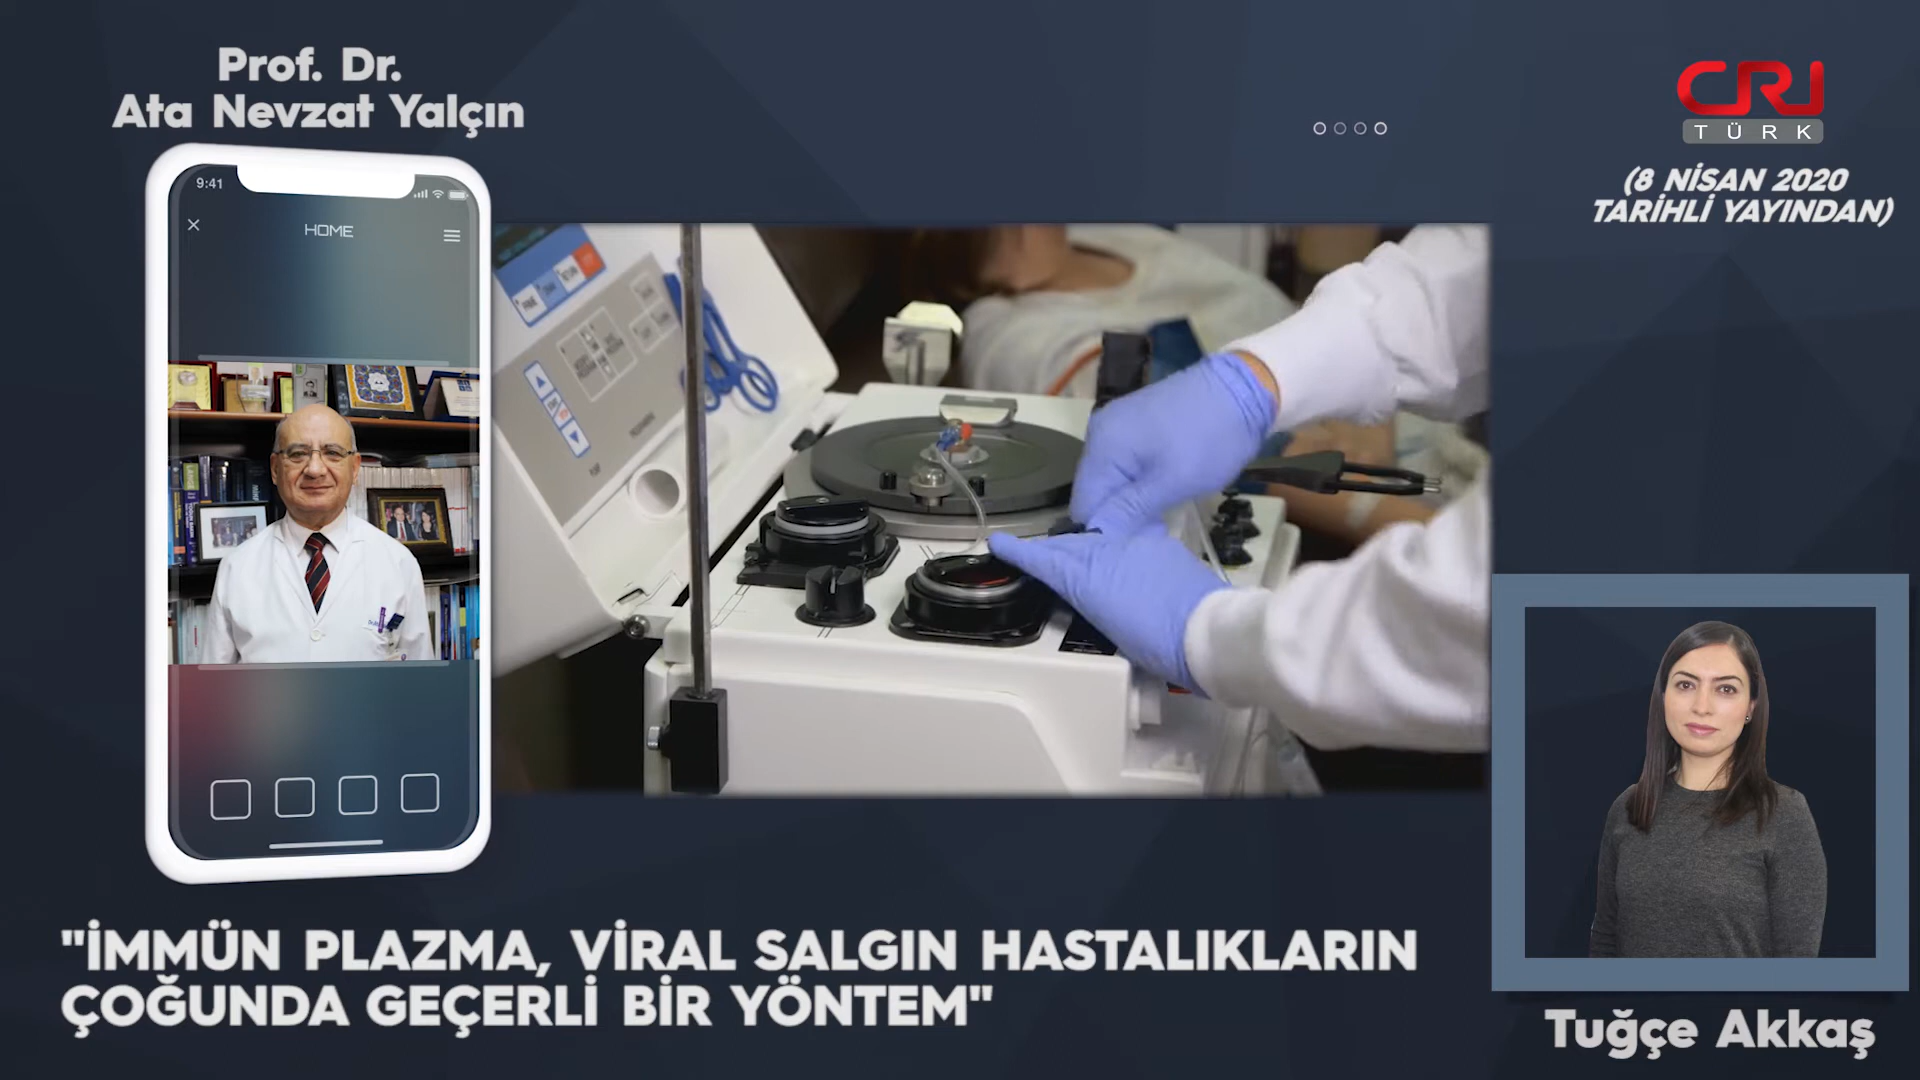 Prof. Dr.
Ata Nevzat Yalçın
CRI
TÜRK
(8 NİSAN 2020
TARİHLİ YAYINDAN)
9:41
HOME
"İMMÜN PLAZMA, VİRAL SALGIN HASTALIKLARIN
ÇOĞUNDA GEÇERLİ BİR YÖNTEM"
Tuğçe Akkaş